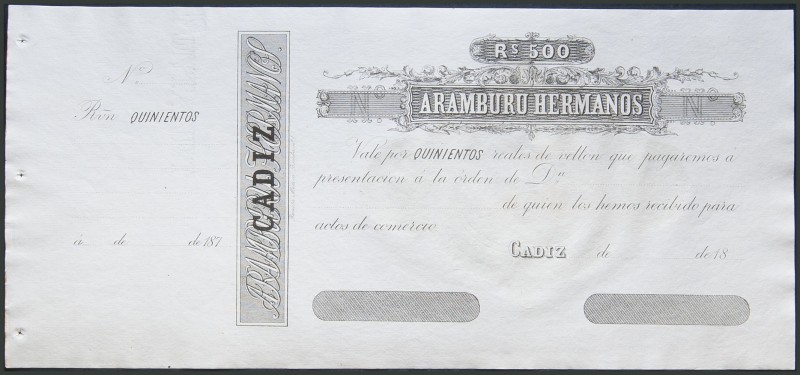 Nº
Rvn QUINIENTOS
á de de 187
ARAMBURU HERMANOS
CADIZ
Rs 500
Nº ARAMBURU HERMANOS Nº
Vale por QUINIENTOS reales de vellon que pagaremos á
presentacion á la órden de Dn
de quien los hemos recibido para
actos de comercio.
CADIZ de de 18